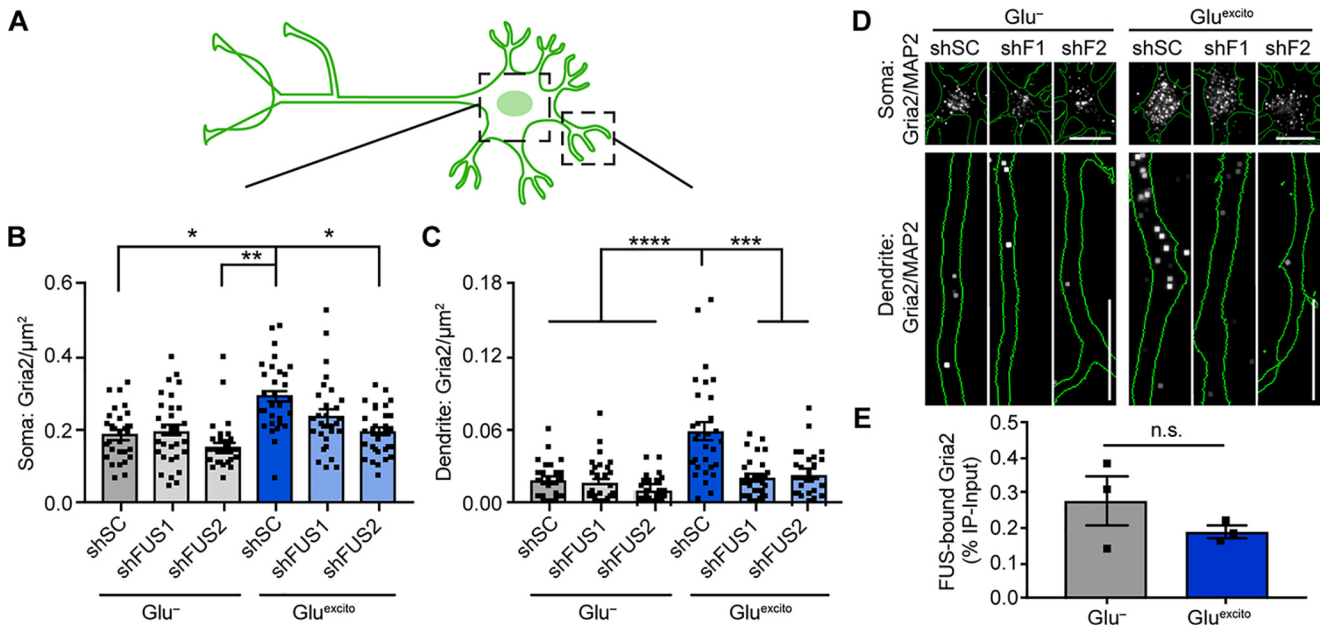 A
B
Soma: Gria2/μm²
0.6
0.4
0.2
0.0
* ** *
shSC shFUS1 shFUS2 shSC shFUS1 shFUS2
Glu⁻ Gluᵉˣᶜⁱᵗᵒ
C
Dendrite: Gria2/μm²
0.18
0.12
0.06
0.00
**** ***
shSC shFUS1 shFUS2 shSC shFUS1 shFUS2
Glu⁻ Gluᵉˣᶜⁱᵗᵒ
D
Glu⁻ Gluᵉˣᶜⁱᵗᵒ
shSC shF1 shF2 shSC shF1 shF2
Soma:
Gria2/MAP2
Dendrite:
Gria2/MAP2
E
FUS-bound Gria2
(% IP-Input)
0.5
0.4
0.3
0.2
0.1
0.0
n.s.
Glu⁻ Gluᵉˣᶜⁱᵗᵒ